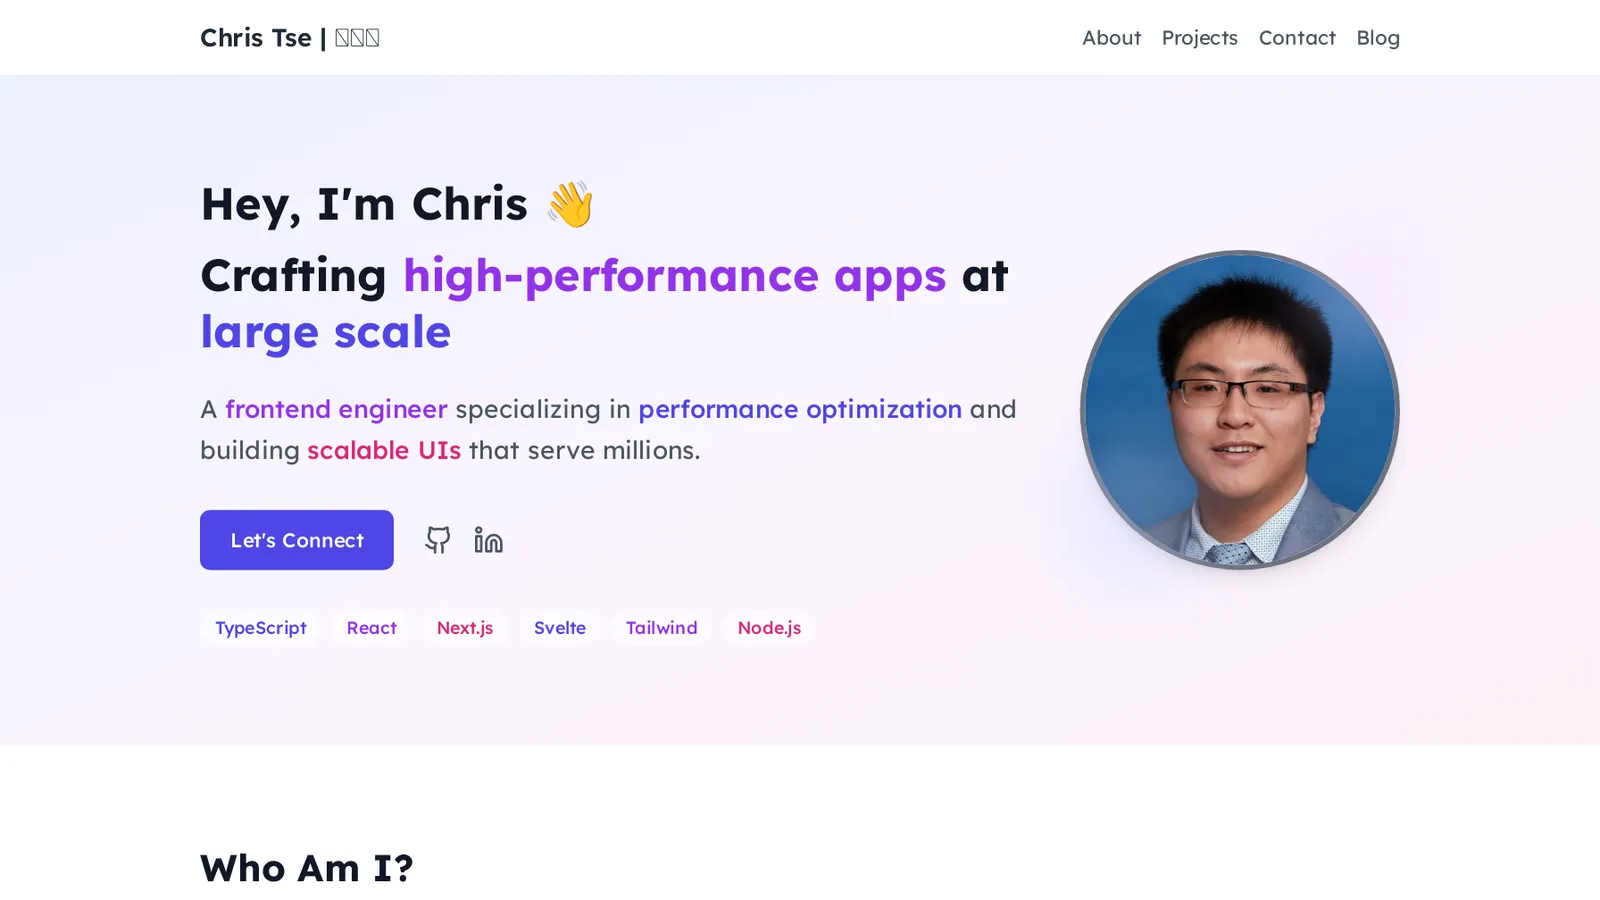 Chris Tse |
About Projects Contact Blog
Hey, I'm Chris 👋
Crafting high-performance apps at
large scale
A frontend engineer specializing in performance optimization and
building scalable UIs that serve millions.
Let's Connect
TypeScript React Next.js Svelte Tailwind Node.js
Who Am I?